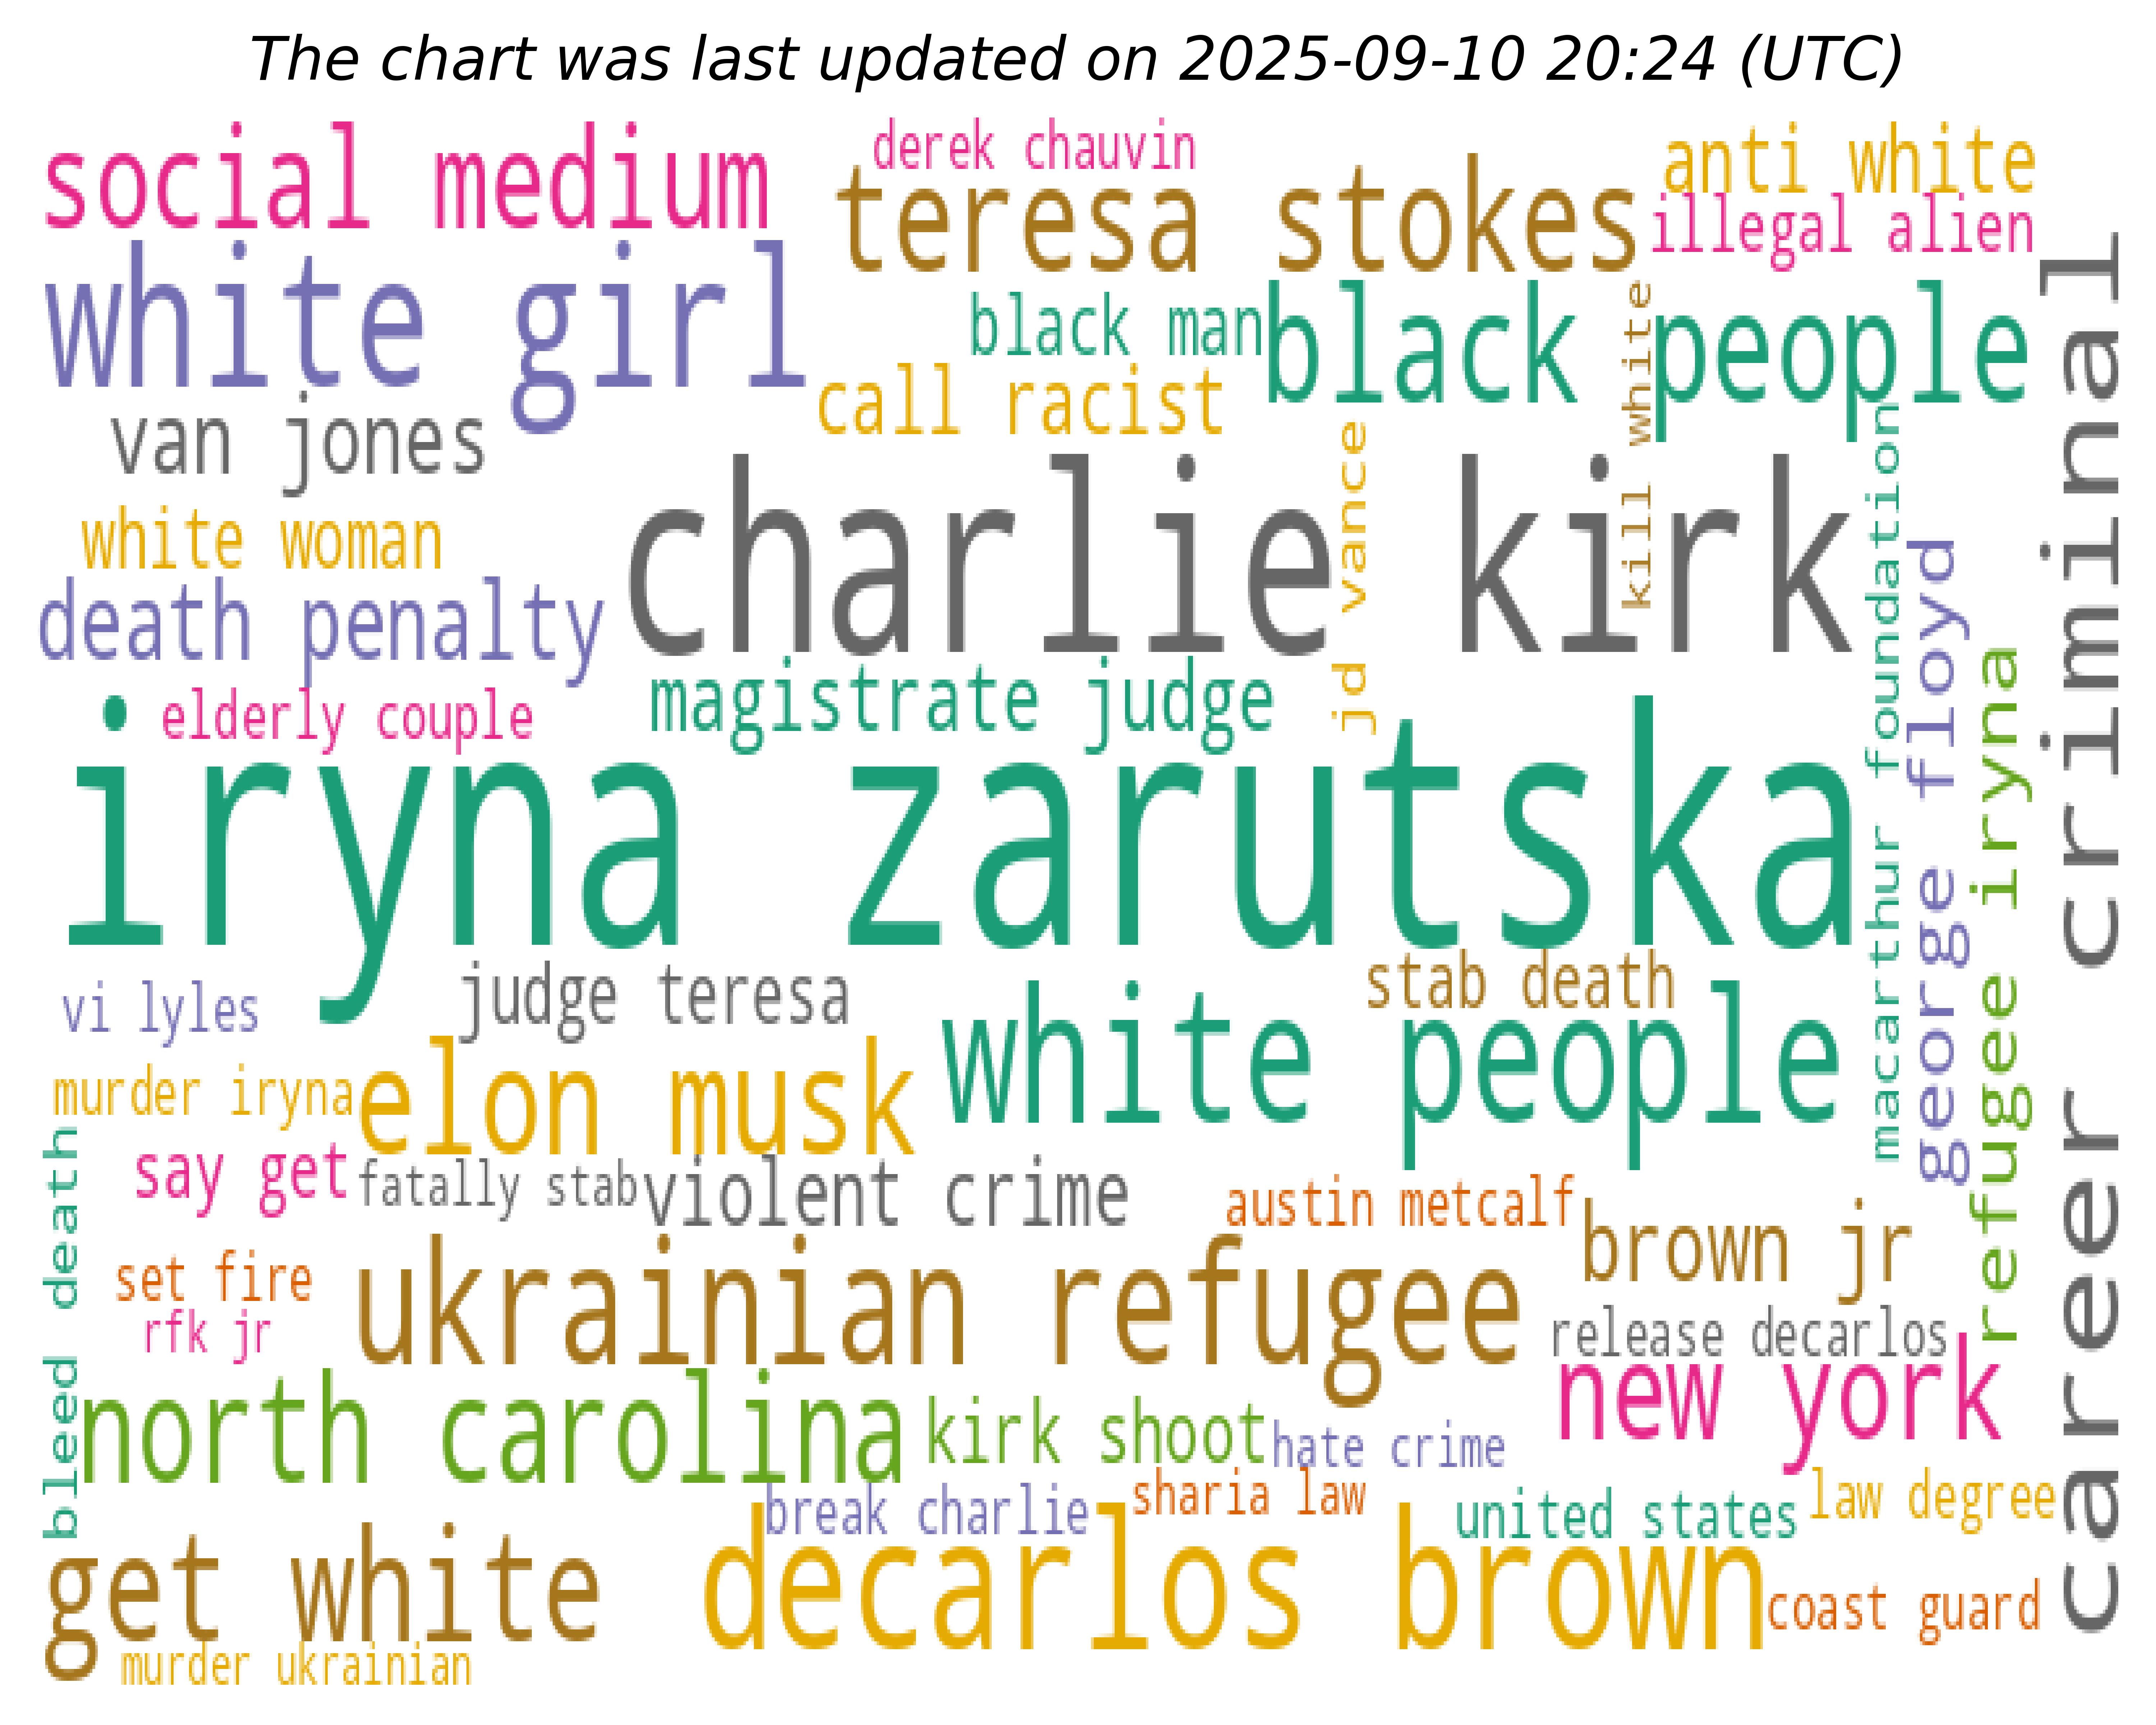 The chart was last updated on 2025-09-10 20:24 (UTC)
social medium
derek chauvin
teresa stokes
anti white
illegal alien
white girl
black man
black people
call racist
kill white
van jones
white woman
charlie kirk
jd vance
death penalty
elderly couple
magistrate judge
iryna zarutska
macarthur foundation
george floyd
refugee iryna
career criminal
vi lyles
judge teresa
stab death
white people
murder iryna
elon musk
say get
fatally stab
violent crime
austin metcalf
brown jr
bleed death
set fire
rfk jr
ukrainian refugee
release decarlos
new york
north carolina
kirk shoot
hate crime
break charlie
sharia law
united states
law degree
get white
decarlos brown
coast guard
murder ukrainian